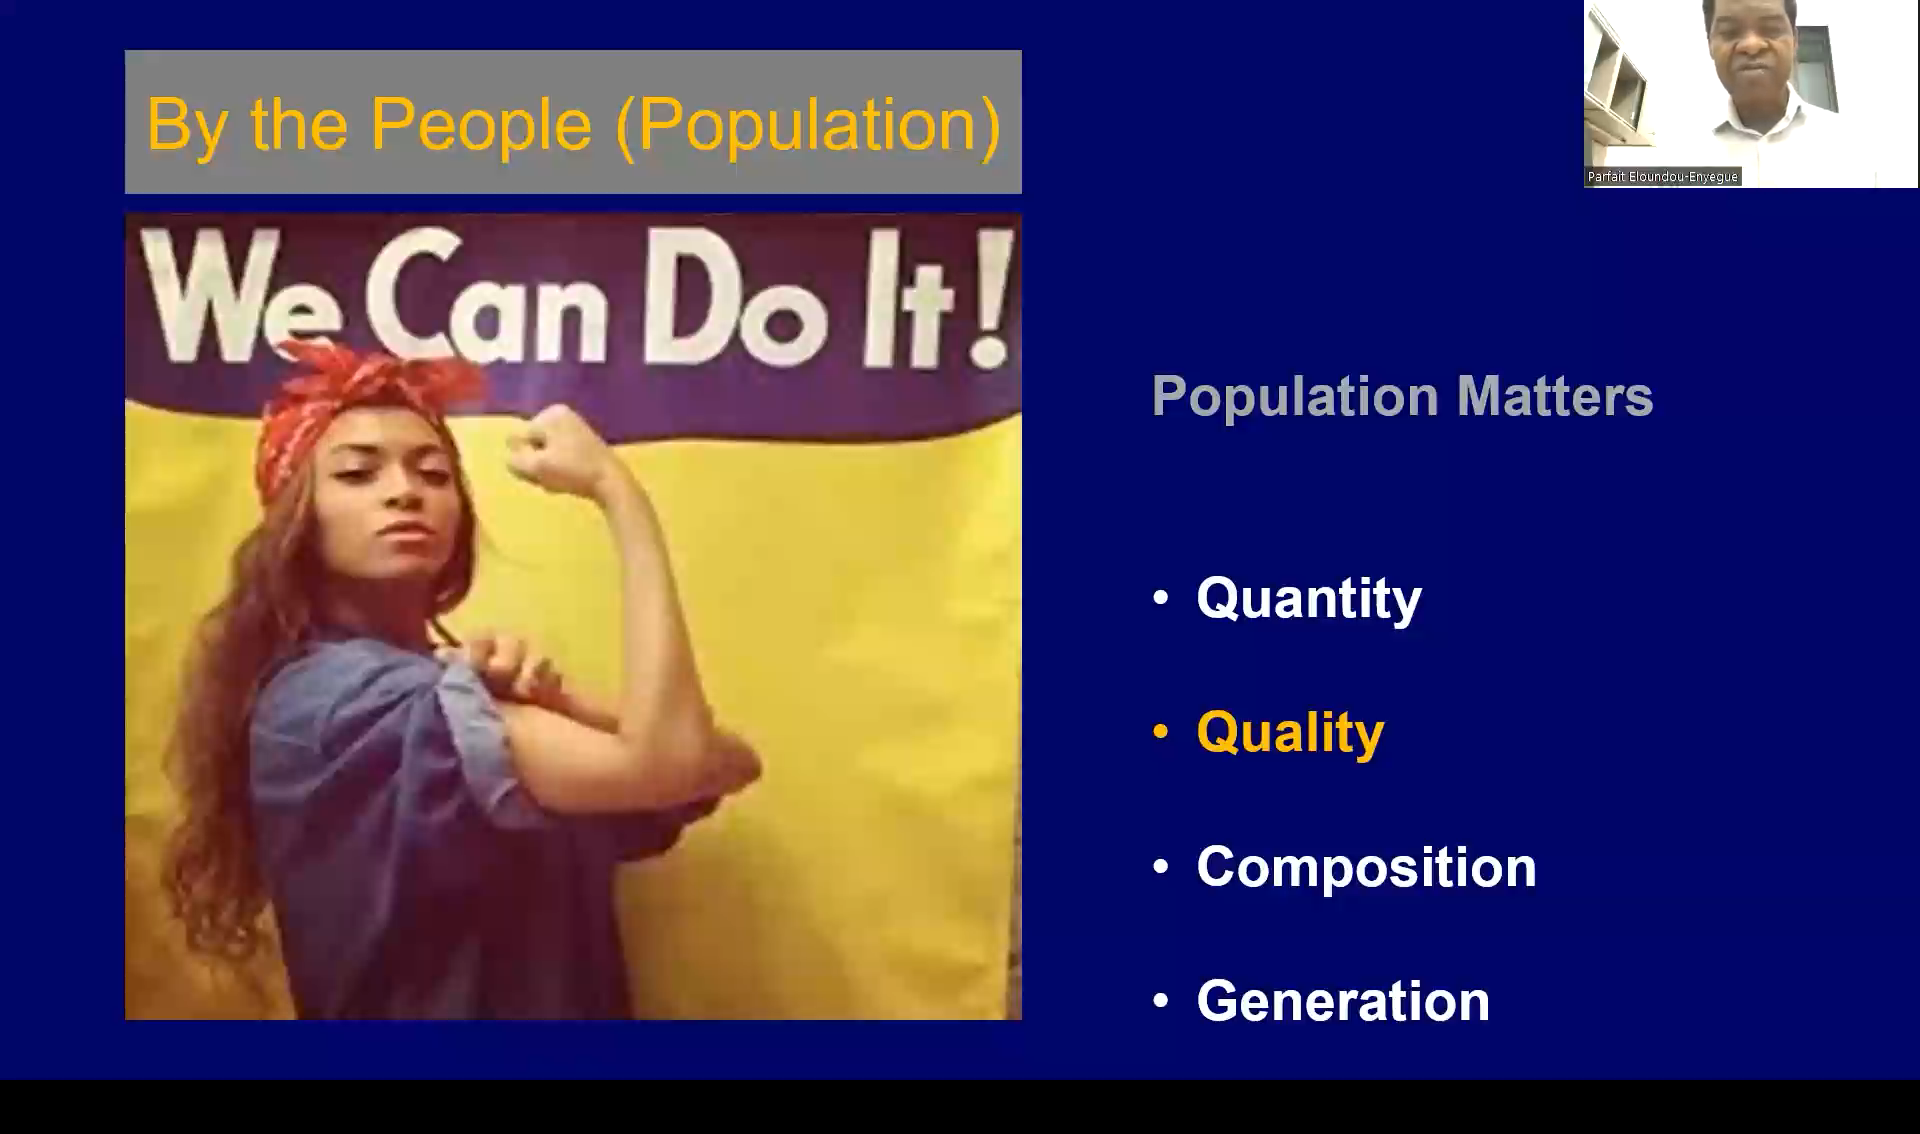 By the People (Population)
Parfait Eloundou-Enyegue
We Can Do It!
Population Matters
• Quantity
• Quality
• Composition
• Generation